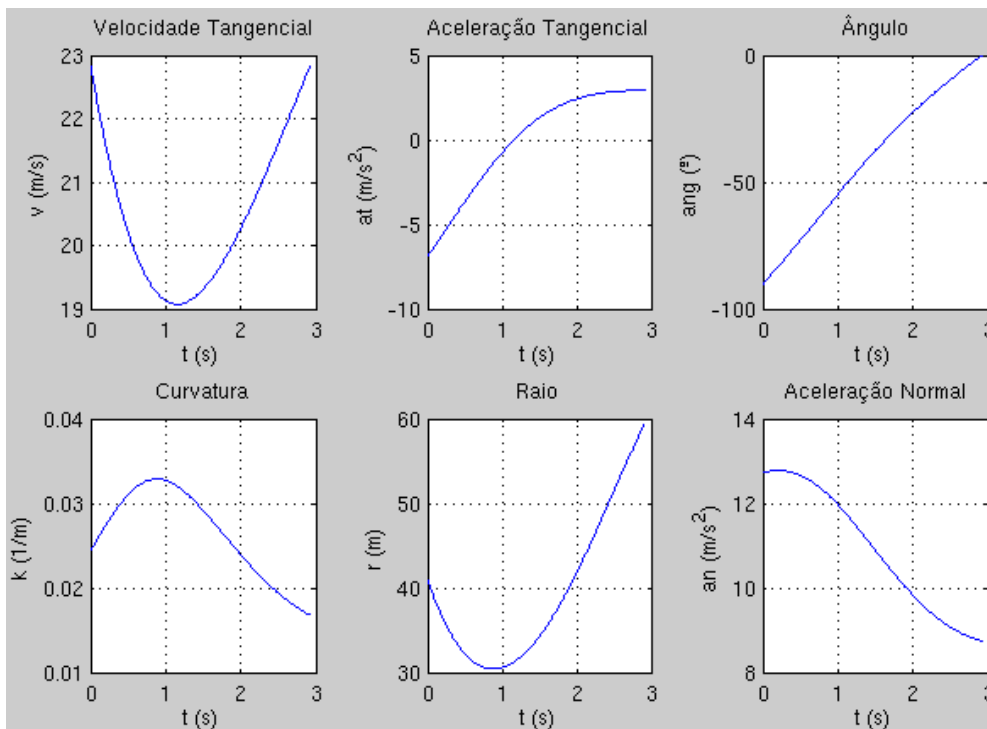 Velocidade Tangencial
23
22
21
20
19
v (m/s)
0 1 2 3
t (s)
Aceleração Tangencial
5
0
-5
-10
at (m/s²)
0 1 2 3
t (s)
Ângulo
0
-50
-100
ang (º)
0 1 2 3
t (s)
Curvatura
0.04
0.03
0.02
0.01
k (1/m)
0 1 2 3
t (s)
Raio
60
50
40
30
r (m)
0 1 2 3
t (s)
Aceleração Normal
14
12
10
8
an (m/s²)
0 1 2 3
t (s)